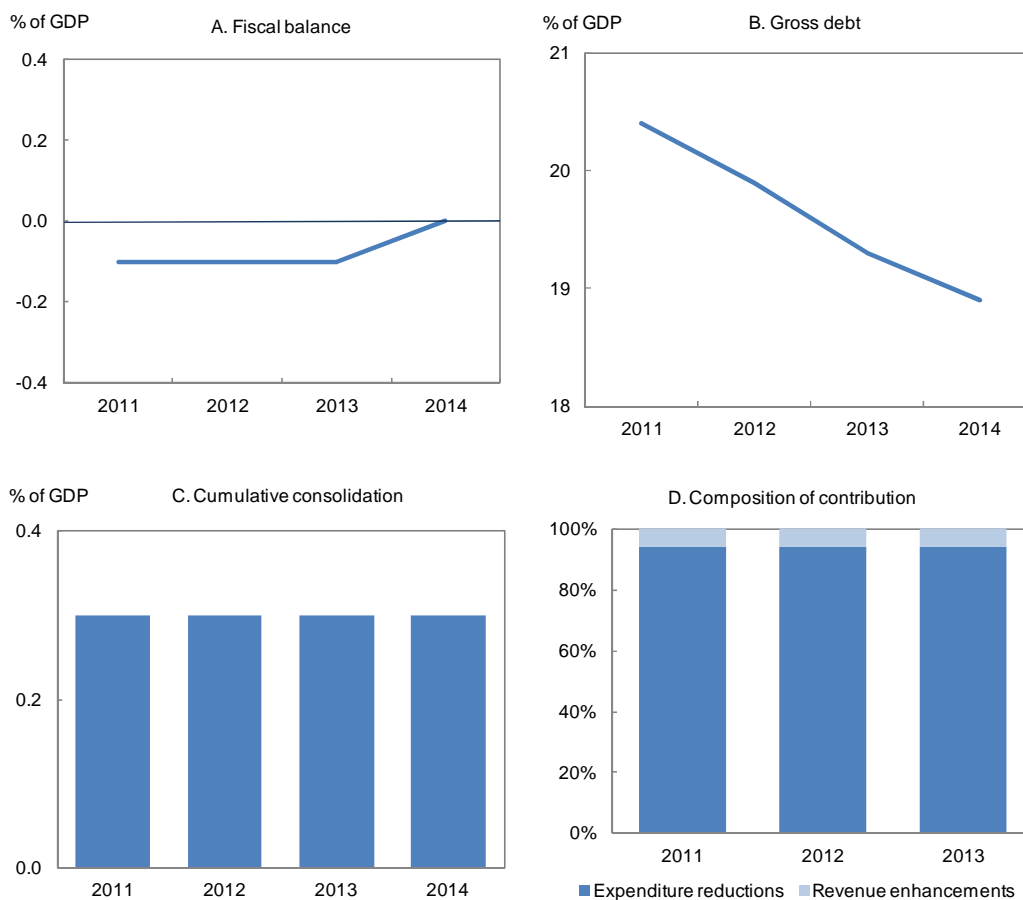 % of GDP
A. Fiscal balance
0.4
0.2
0.0
-0.2
-0.4
2011 2012 2013 2014
% of GDP
B. Gross debt
21
20
19
18
2011 2012 2013 2014
% of GDP
C. Cumulative consolidation
0.4
0.2
0.0
2011 2012 2013 2014
D. Composition of contribution
100%
80%
60%
40%
20%
0%
2011 2012 2013
Expenditure reductions Revenue enhancements